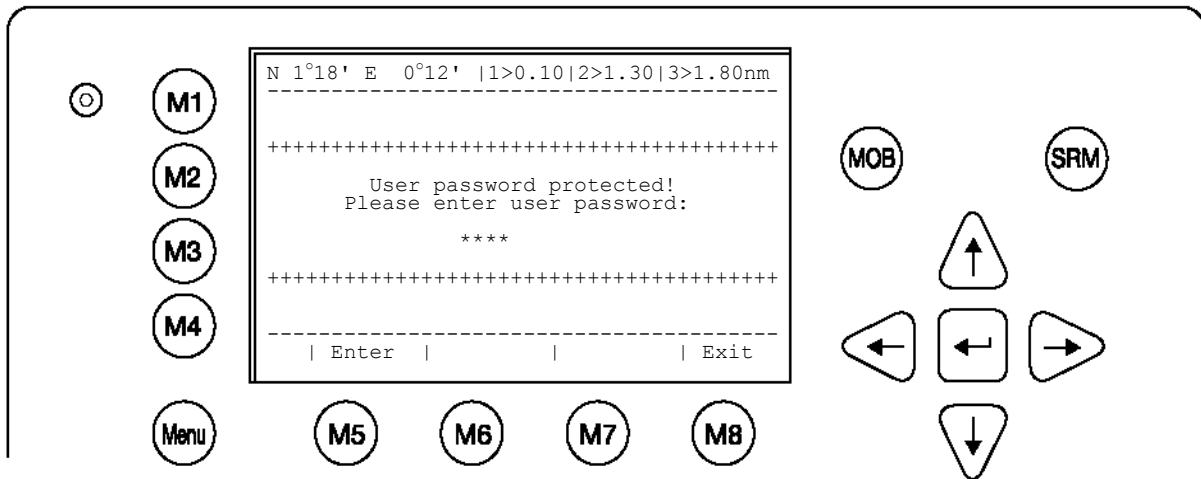 N 1°18' E 0°12' |1>0.10|2>1.30|3>1.80nm
----------------------------------------
++++++++++++++++++++++++++++++++++++++++
User password protected!
Please enter user password:
****
++++++++++++++++++++++++++++++++++++++++
----------------------------------------
| Enter | | | Exit
M1
M2
M3
M4
Menu
M5
M6
M7
M8
MOB
SRM